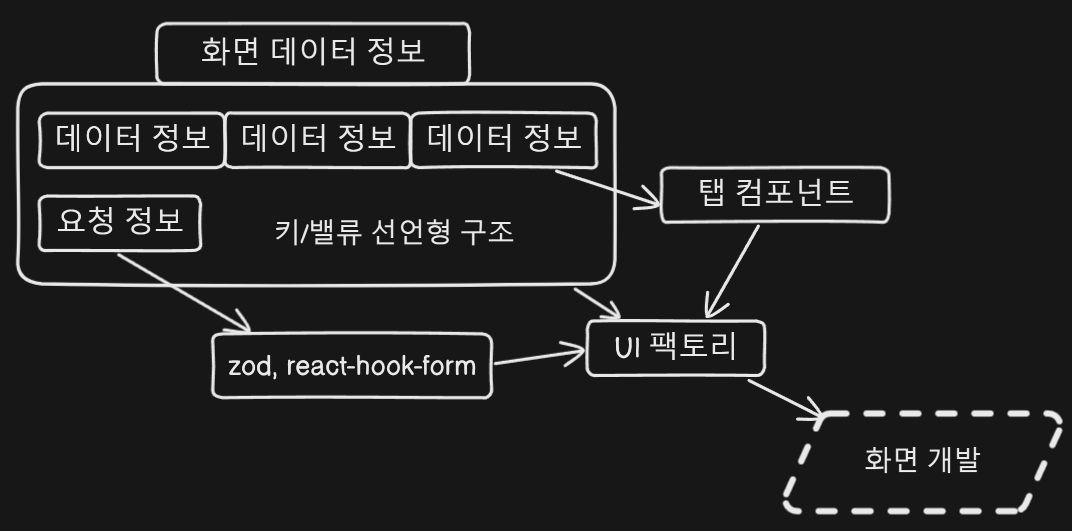 화면 데이터 정보
데이터 정보
데이터 정보
데이터 정보
탭 컴포넌트
요청 정보
키/밸류 선언형 구조
zod, react-hook-form
UI 팩토리
화면 개발